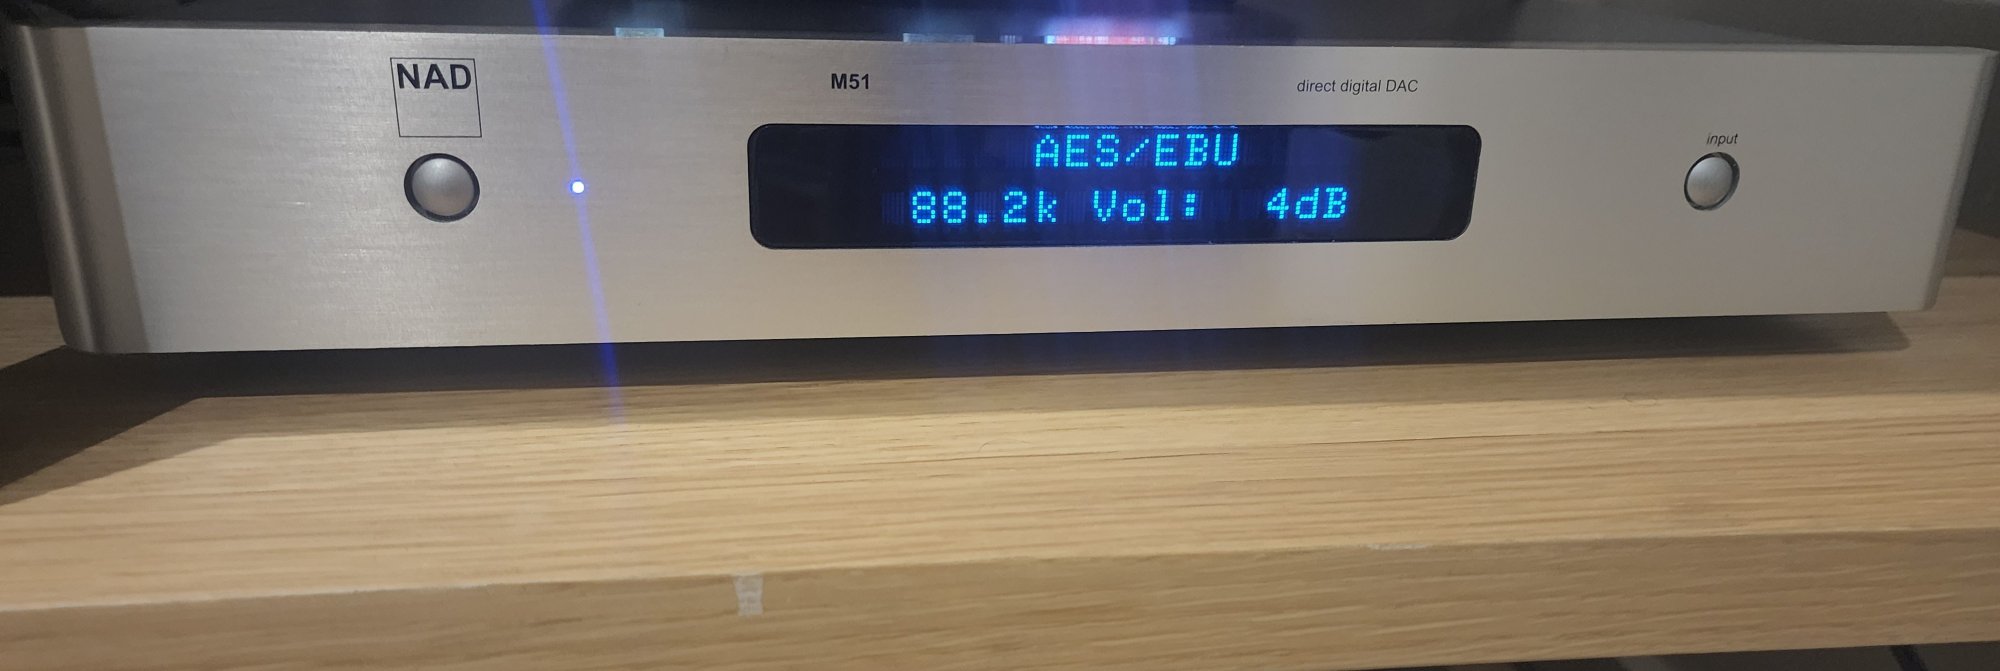 NAD
M51
direct digital DAC
input
AES/EBU
88.2k Vol: 4dB